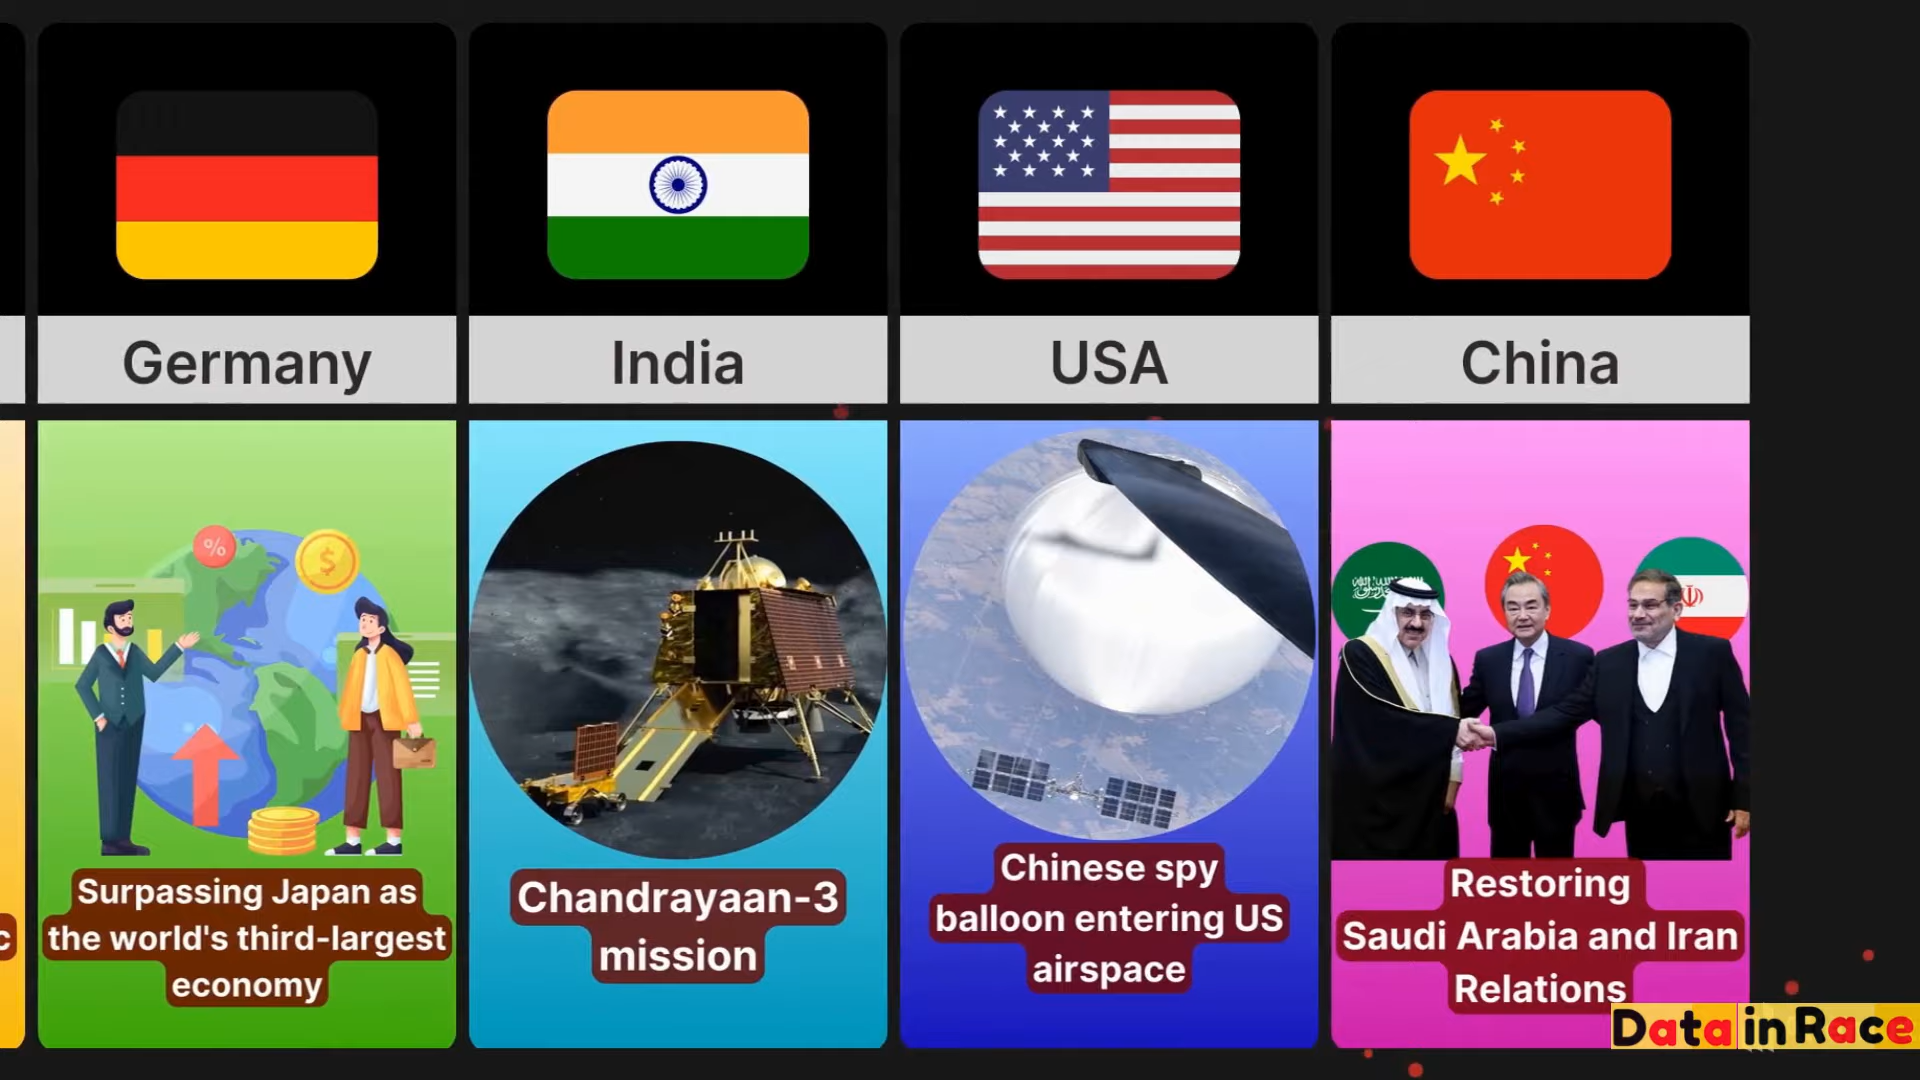 Germany
India
USA
China
%
$
c
Surpassing Japan as
the world's third-largest
economy
Chandrayaan-3
mission
Chinese spy
balloon entering US
airspace
Restoring
Saudi Arabia and Iran
Relations
Data in Race